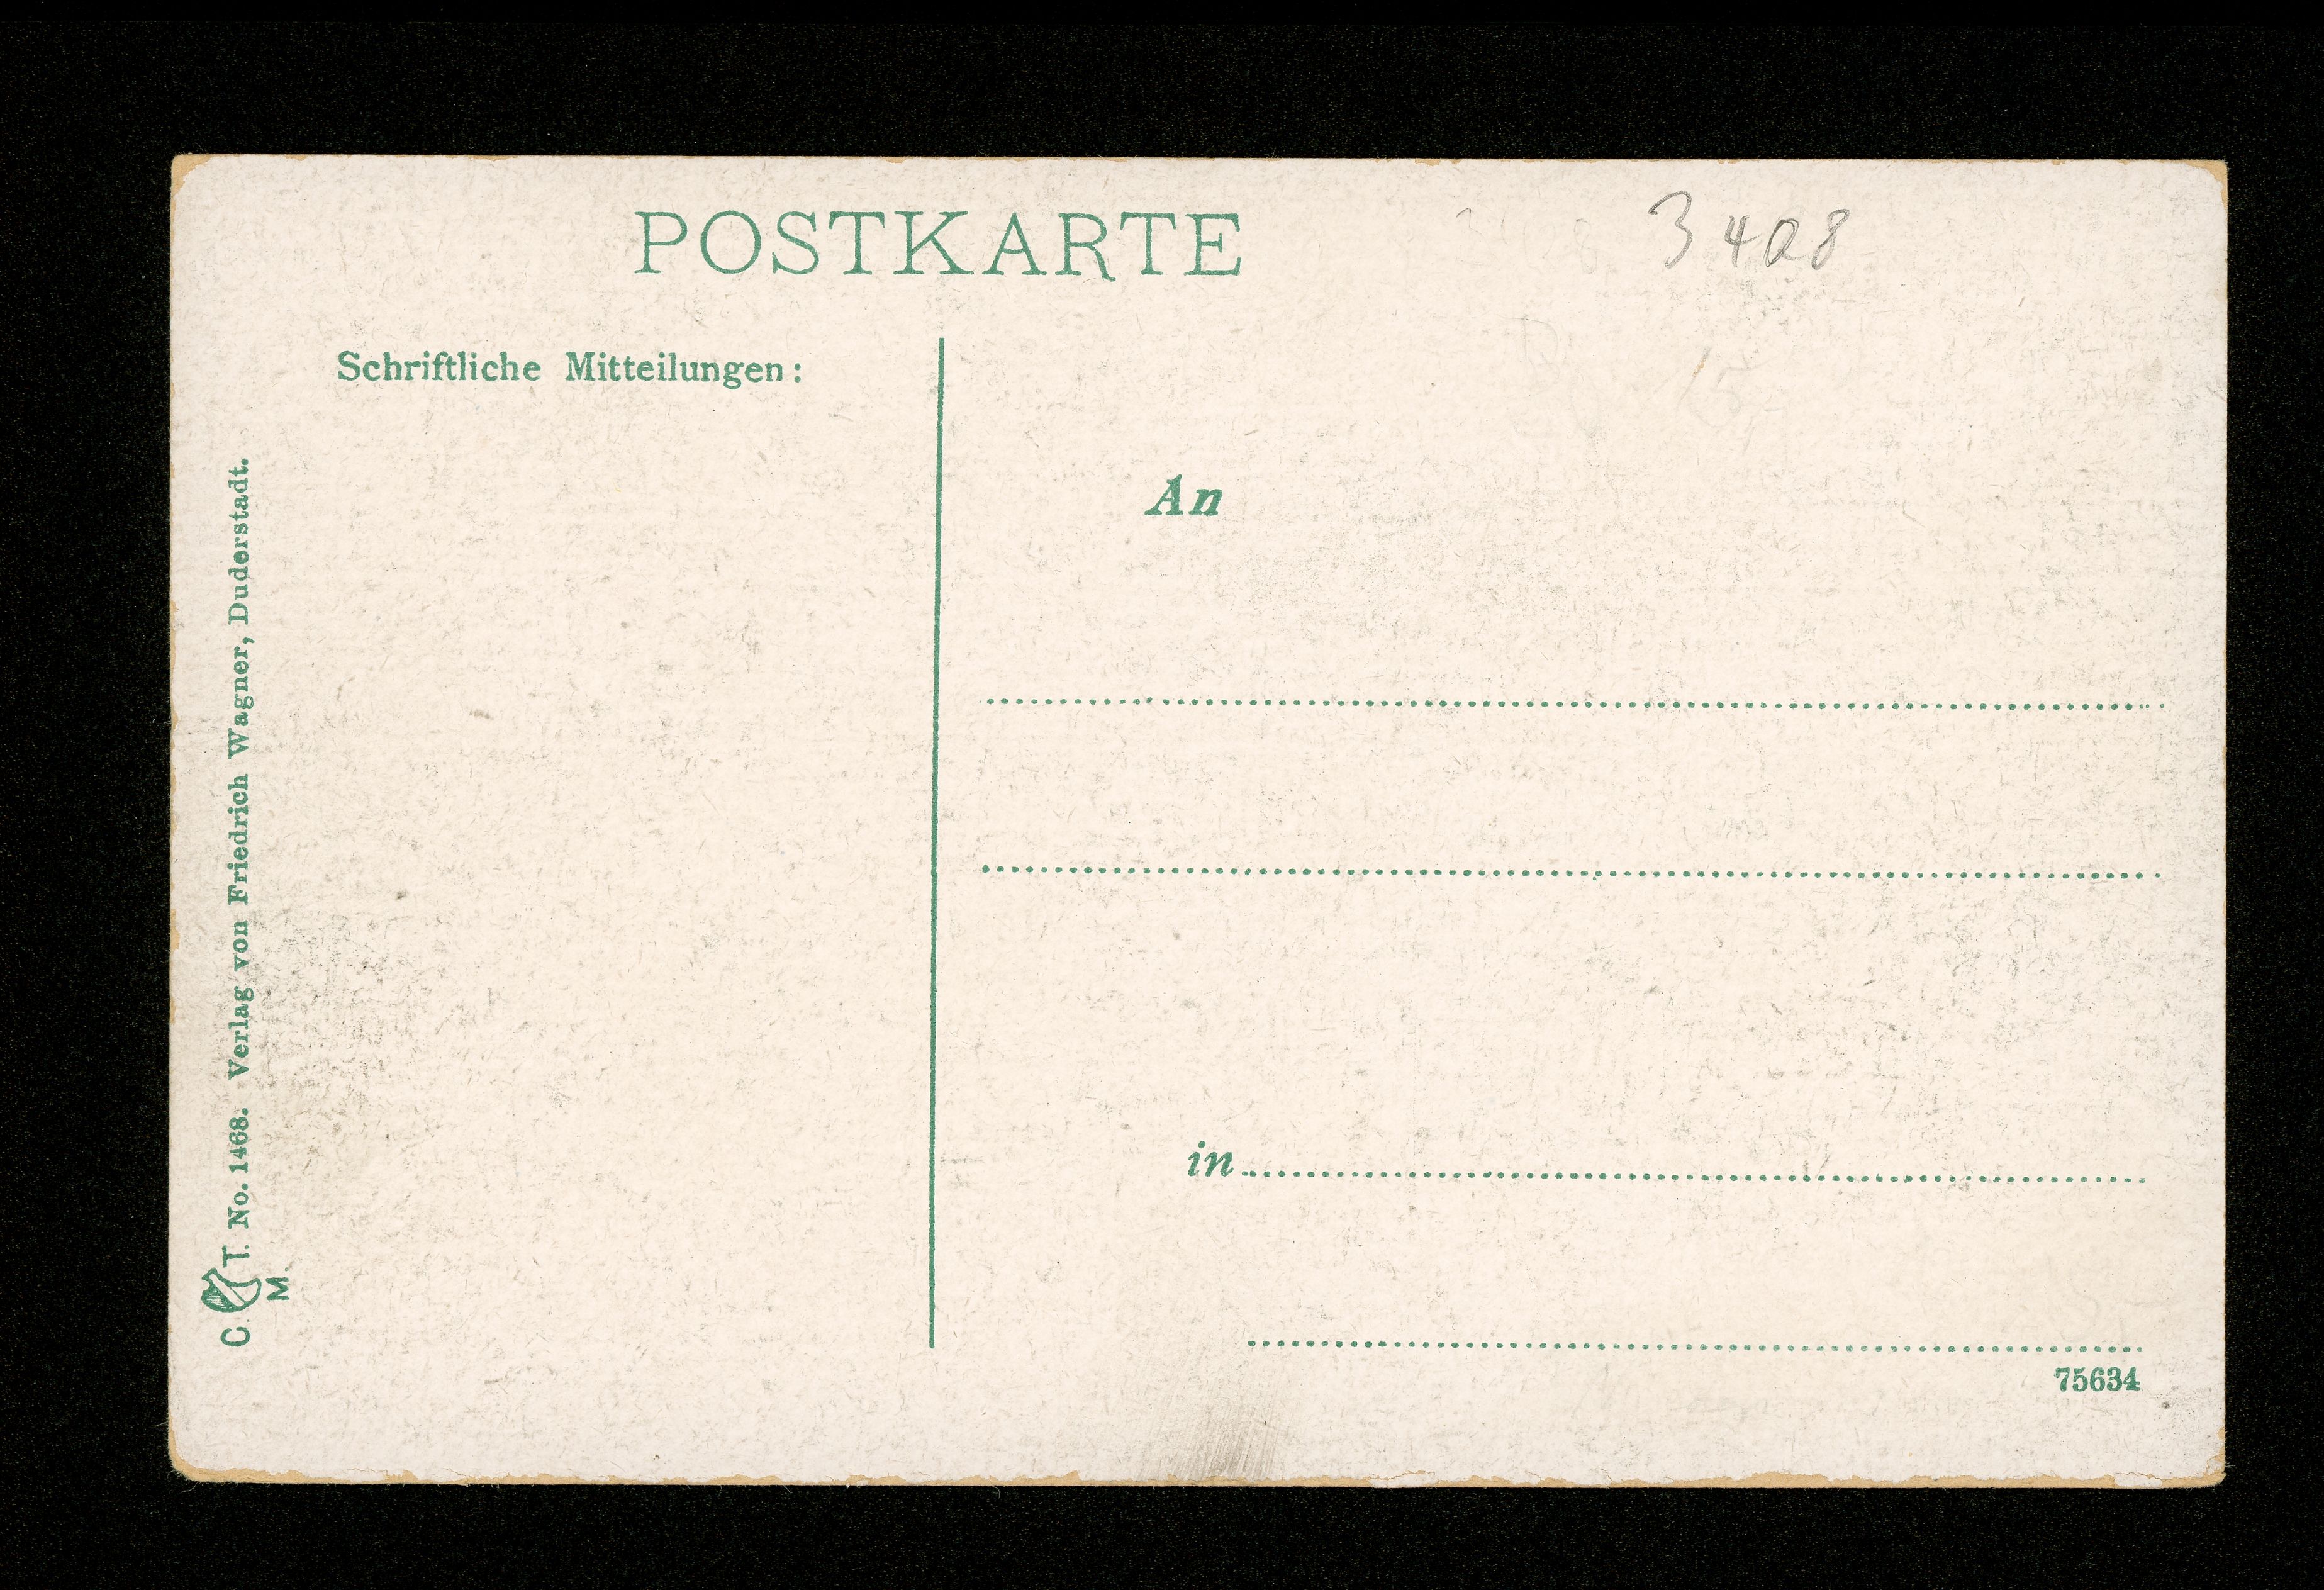 POSTKARTE
3408
Schriftliche Mitteilungen:
An
in
75634
C. T. No. 1468. Verlag von Friedrich Wagner, Duderstadt.
M.